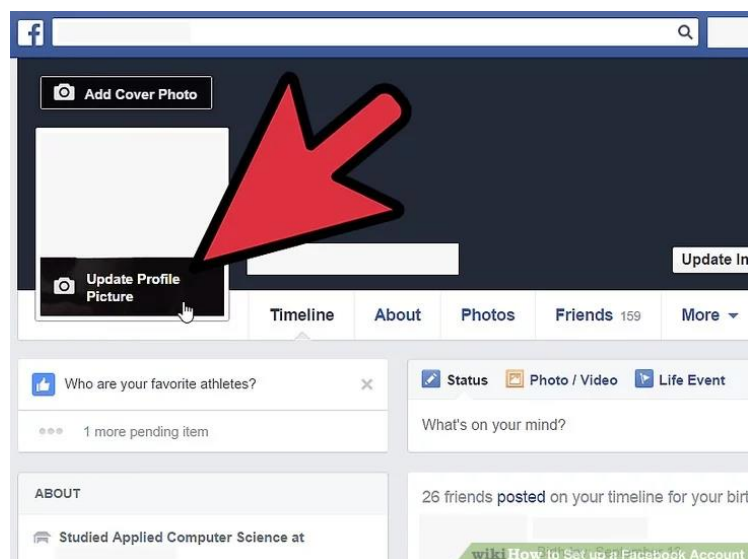 f
Add Cover Photo
Update Profile
Picture
Update In
Timeline About Photos Friends 159 More
Who are your favorite athletes?
1 more pending item
Status Photo / Video Life Event
What's on your mind?
ABOUT
26 friends posted on your timeline for your birt
Studied Applied Computer Science at
wikiHow to Set up a Facebook Account